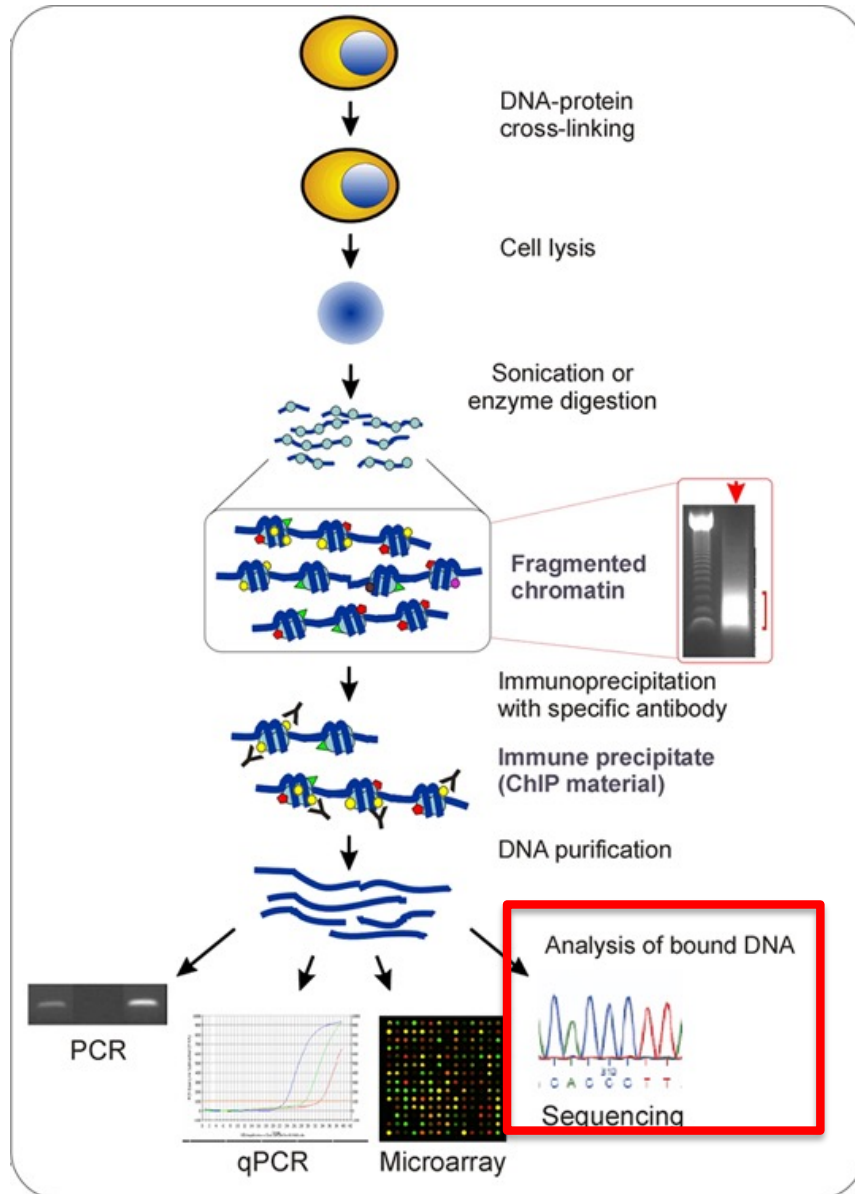 DNA-protein
cross-linking
Cell lysis
Sonication or
enzyme digestion
Fragmented
chromatin
Immunoprecipitation
with specific antibody
Immune precipitate
(ChIP material)
DNA purification
Analysis of bound DNA
310
C A C C C T T
PCR
qPCR
Microarray
Sequencing